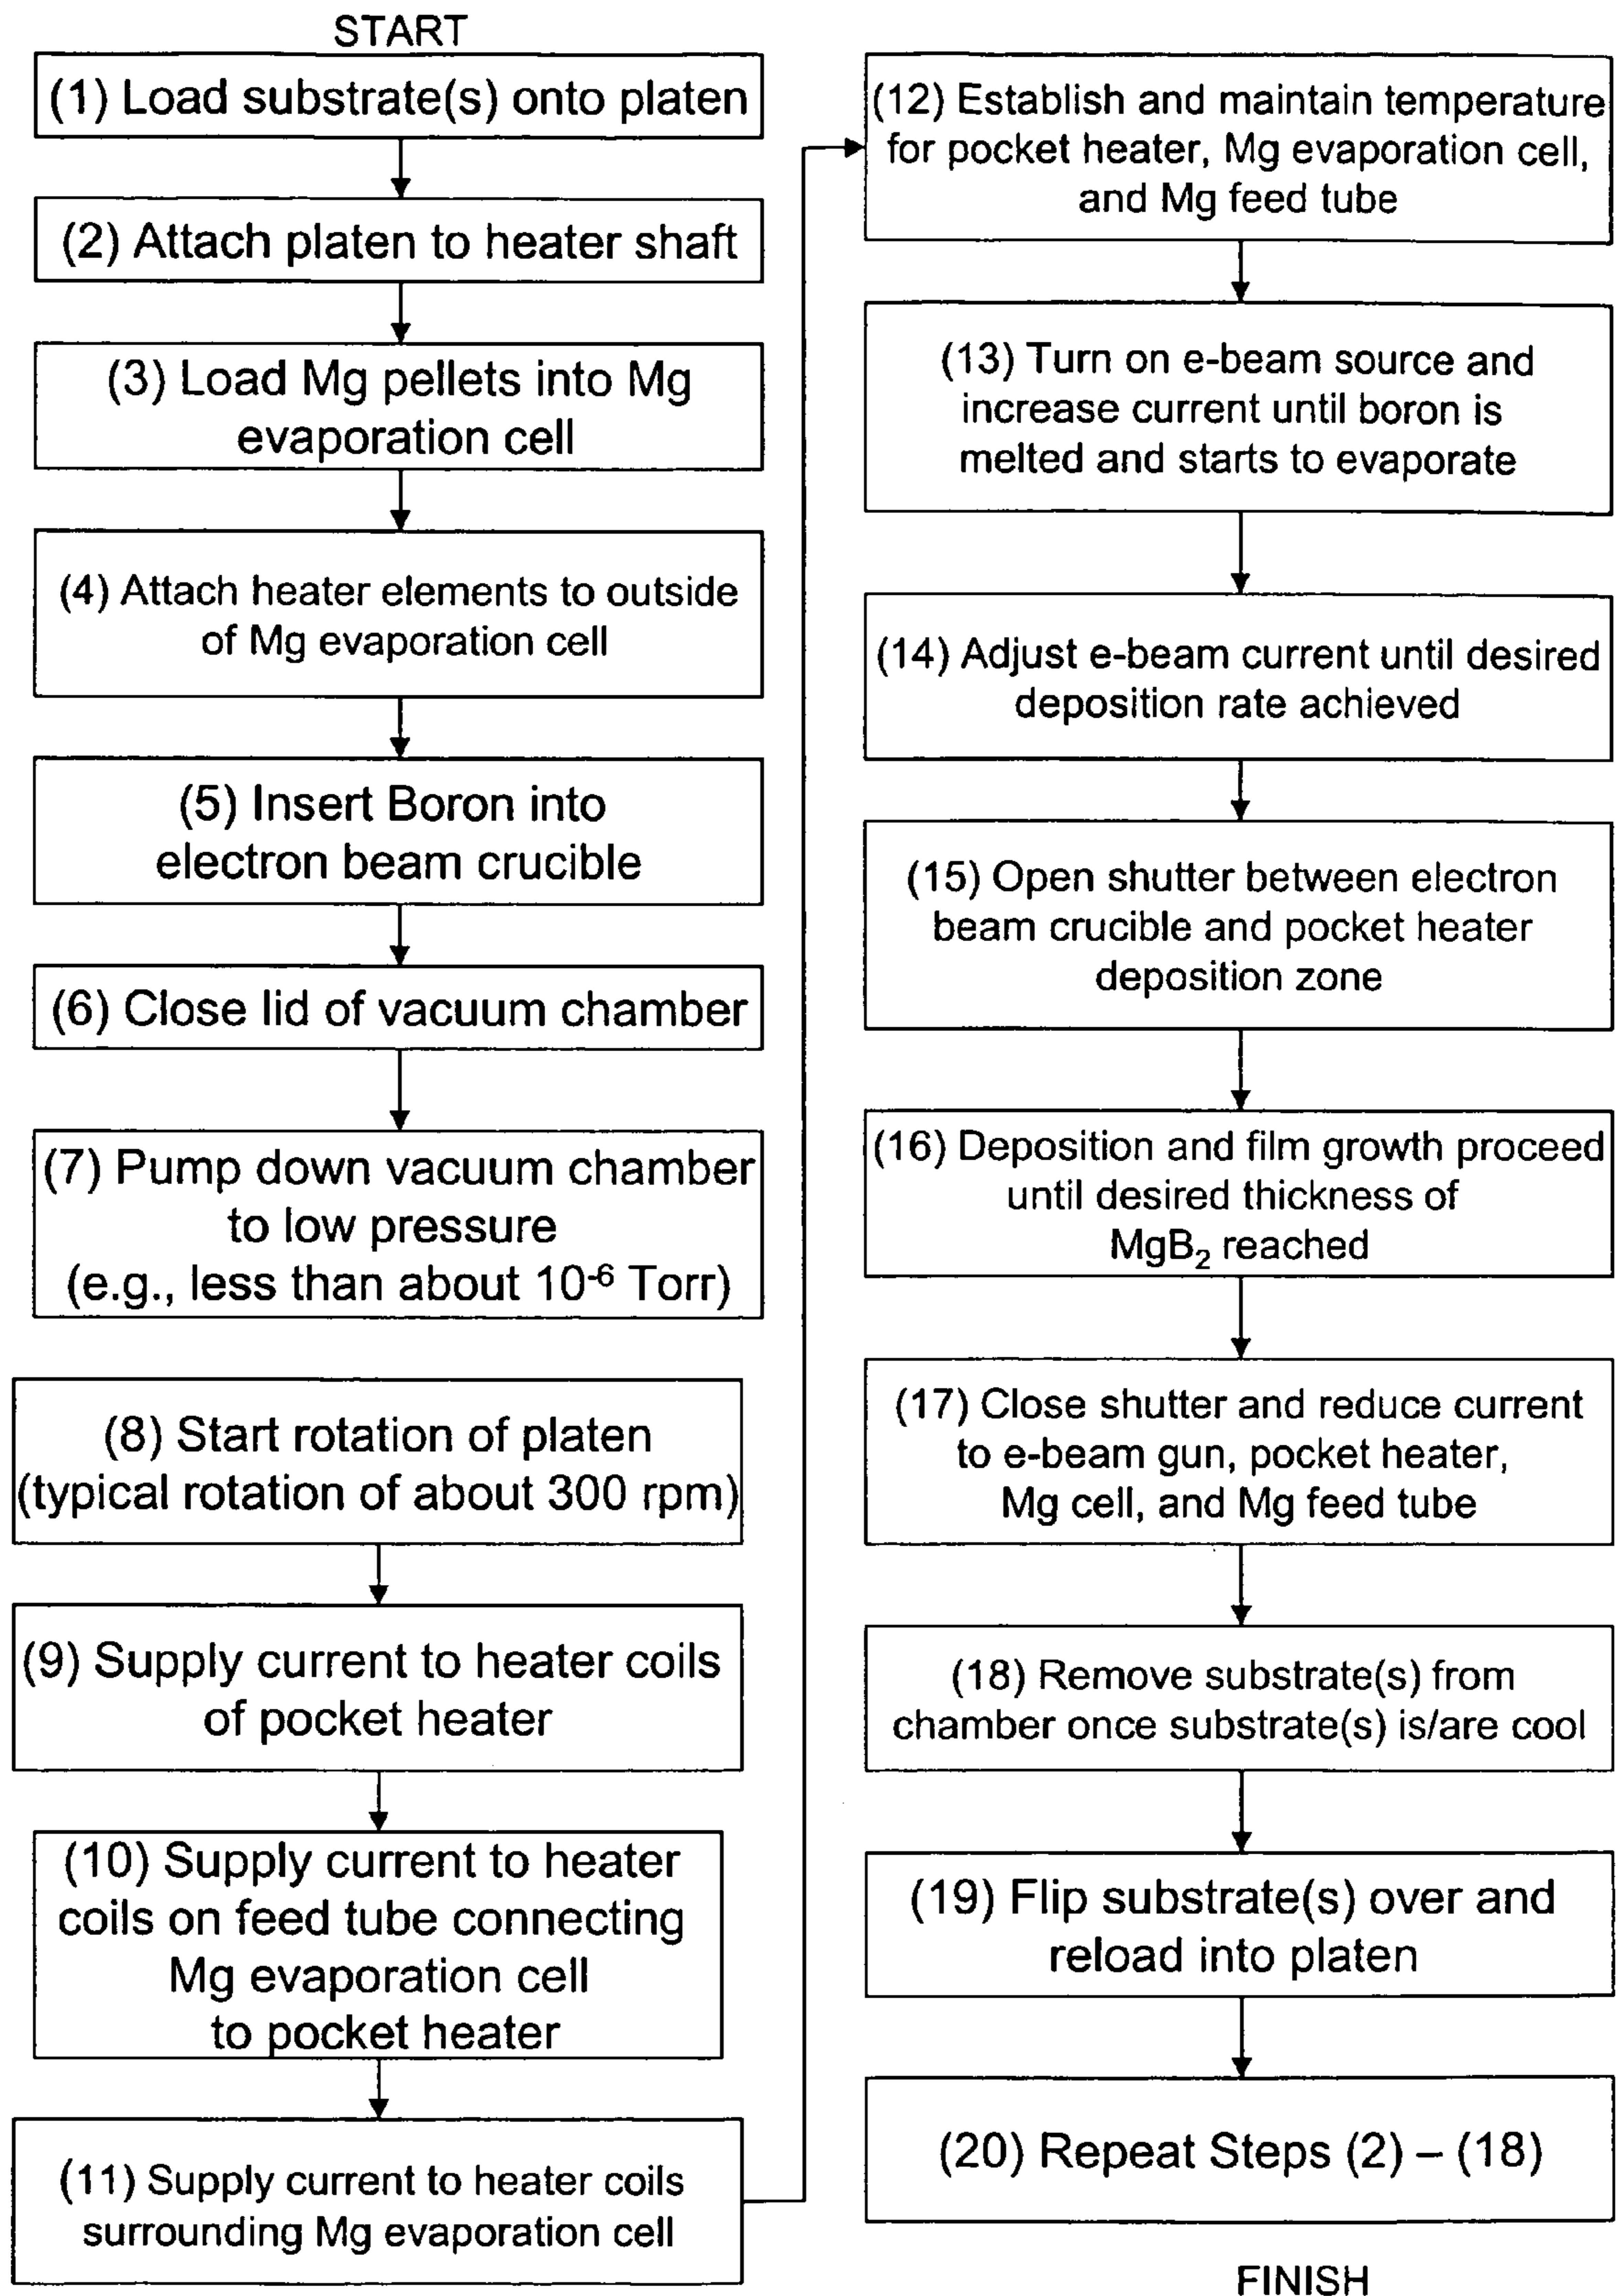 START
(1) Load substrate(s) onto platen
(2) Attach platen to heater shaft
(3) Load Mg pellets into Mg
evaporation cell
(4) Attach heater elements to outside
of Mg evaporation cell
(5) Insert Boron into
electron beam crucible
(6) Close lid of vacuum chamber
(7) Pump down vacuum chamber
to low pressure
(e.g., less than about 10⁻⁶ Torr)
(8) Start rotation of platen
(typical rotation of about 300 rpm)
(9) Supply current to heater coils
of pocket heater
(10) Supply current to heater
coils on feed tube connecting
Mg evaporation cell
to pocket heater
(11) Supply current to heater coils
surrounding Mg evaporation cell
(12) Establish and maintain temperature
for pocket heater, Mg evaporation cell,
and Mg feed tube
(13) Turn on e-beam source and
increase current until boron is
melted and starts to evaporate
(14) Adjust e-beam current until desired
deposition rate achieved
(15) Open shutter between electron
beam crucible and pocket heater
deposition zone
(16) Deposition and film growth proceed
until desired thickness of
MgB₂ reached
(17) Close shutter and reduce current
to e-beam gun, pocket heater,
Mg cell, and Mg feed tube
(18) Remove substrate(s) from
chamber once substrate(s) is/are cool
(19) Flip substrate(s) over and
reload into platen
(20) Repeat Steps (2) – (18)
FINISH